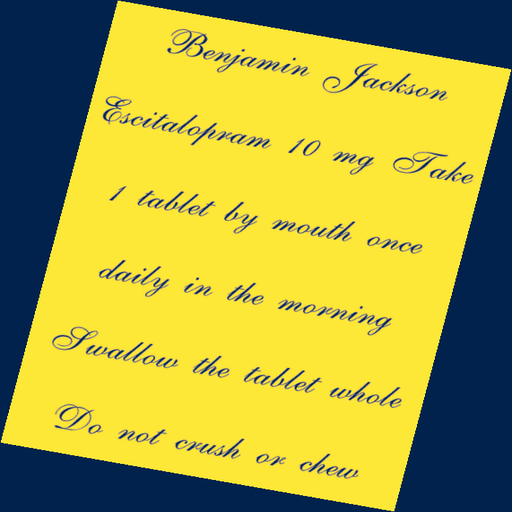 Benjamin Jackson
Escitalopram 10 mg Take
1 tablet by mouth once
daily in the morning
Swallow the tablet whole
Do not crush or chew